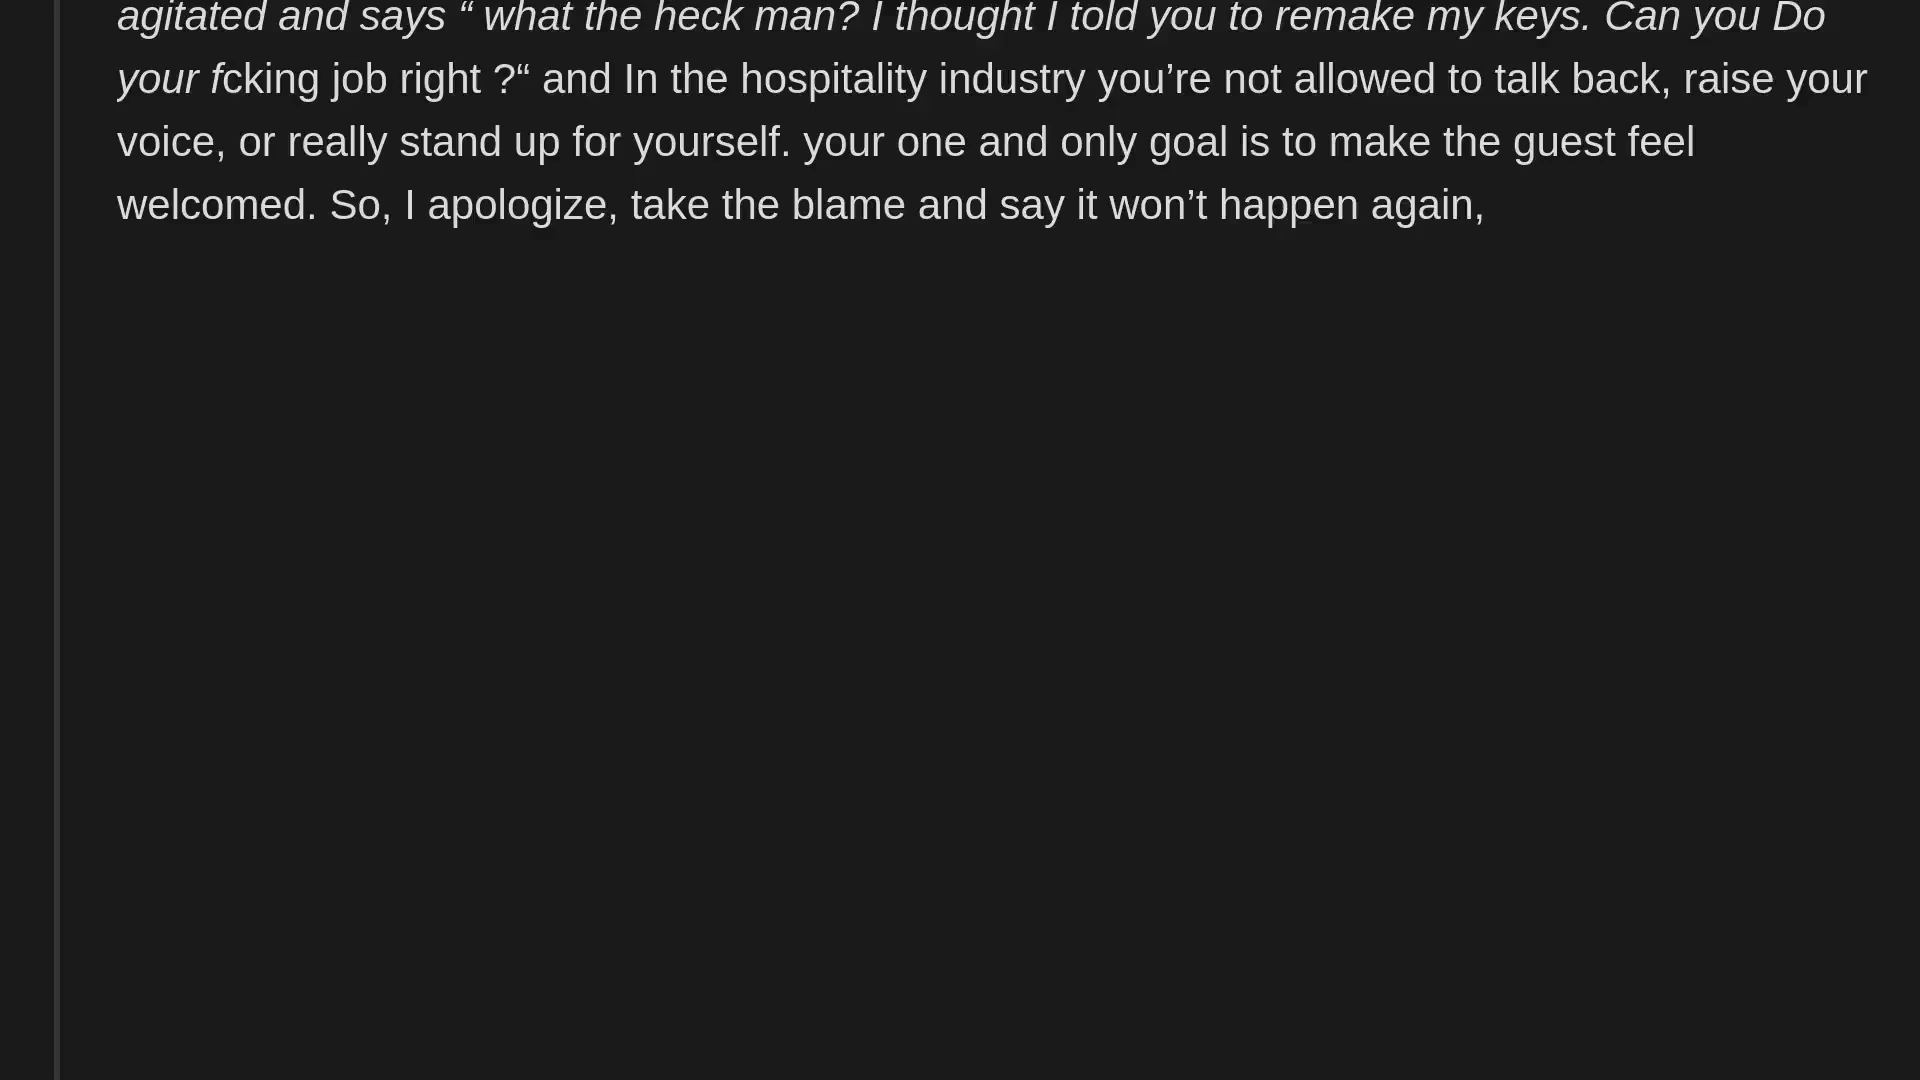 agitated and says “ what the heck man? I thought I told you to remake my keys. Can you Do
your fcking job right ?“ and In the hospitality industry you’re not allowed to talk back, raise your
voice, or really stand up for yourself. your one and only goal is to make the guest feel
welcomed. So, I apologize, take the blame and say it won’t happen again,